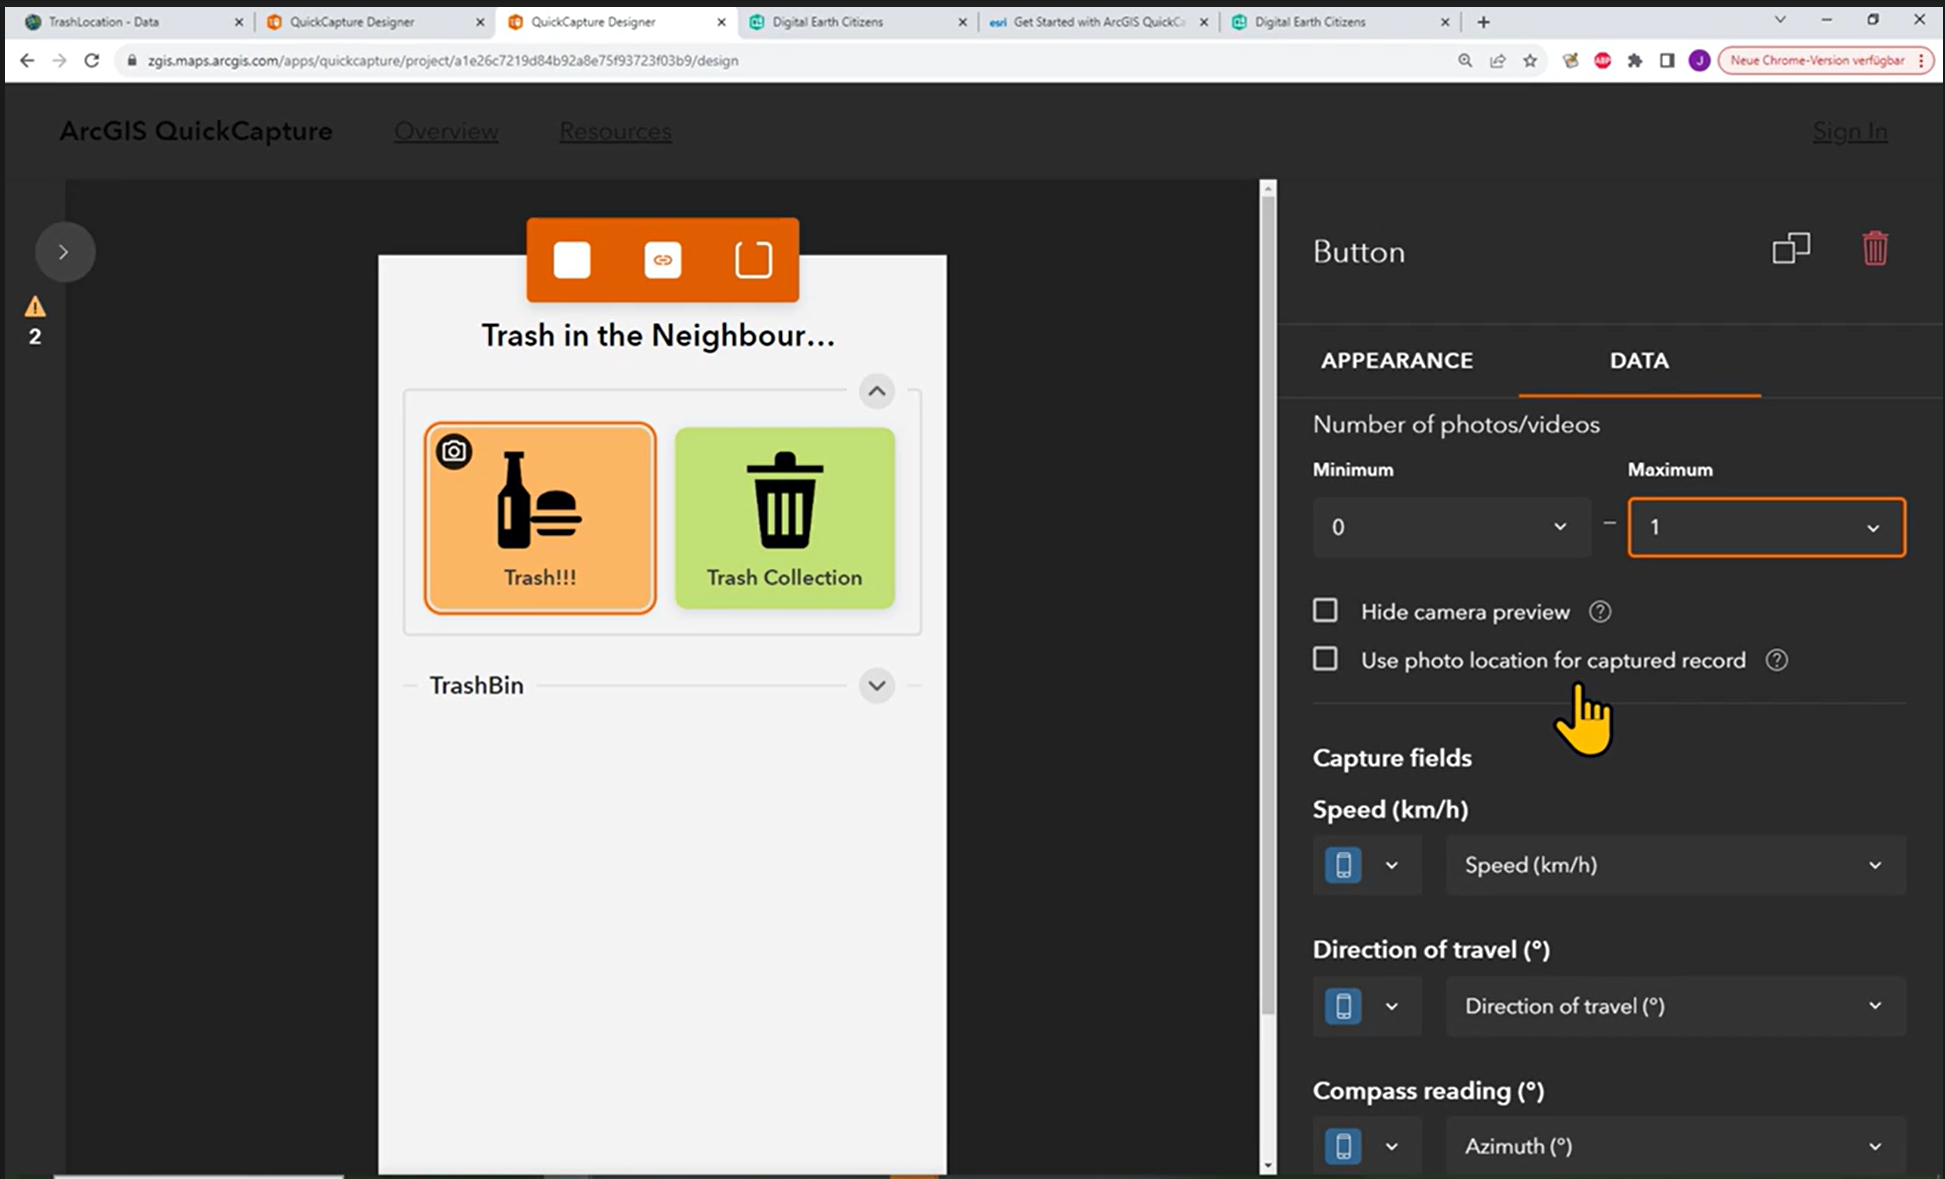 TrashLocation - Data
QuickCapture Designer
QuickCapture Designer
Digital Earth Citizens
esri Get Started with ArcGIS QuickCa
Digital Earth Citizens
zgis.maps.arcgis.com/apps/quickcapture/project/a1e26c7219d84b92a8e75f93723f03b9/design
ABP
J
Neue Chrome-Version verfügbar
ArcGIS QuickCapture
Overview
Resources
Sign In
2
Trash in the Neighbour...
Trash!!!
Trash Collection
TrashBin
Button
APPEARANCE
DATA
Number of photos/videos
Minimum
Maximum
0
–
1
Hide camera preview ?
Use photo location for captured record ?
Capture fields
Speed (km/h)
Speed (km/h)
Direction of travel (°)
Direction of travel (°)
Compass reading (°)
Azimuth (°)